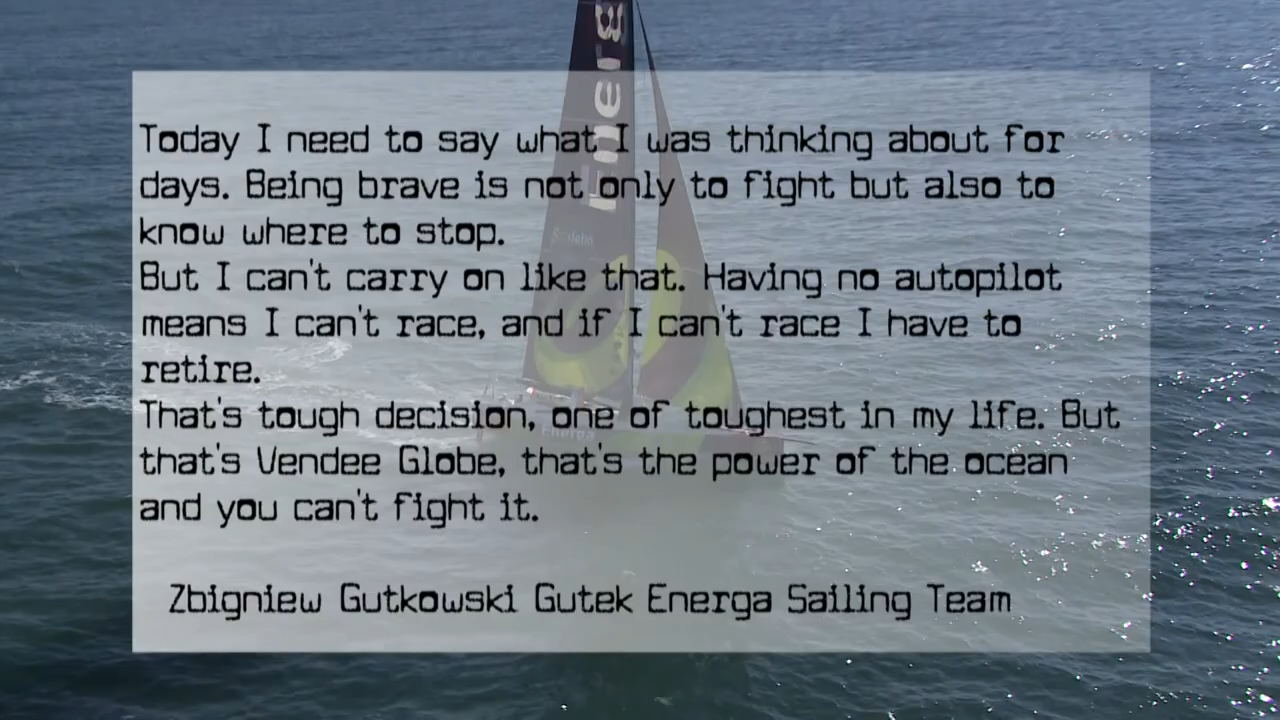 Energ
Today I need to say what I was thinking about for
days. Being brave is not only to fight but also to
know where to stop.
But I can't carry on like that. Having no autopilot
means I can't race, and if I can't race I have to
retire.
That's tough decision, one of toughest in my life. But
that's Vendee Globe, that's the power of the ocean
and you can't fight it.
Energa
Zbigniew Gutkowski Gutek Energa Sailing Team